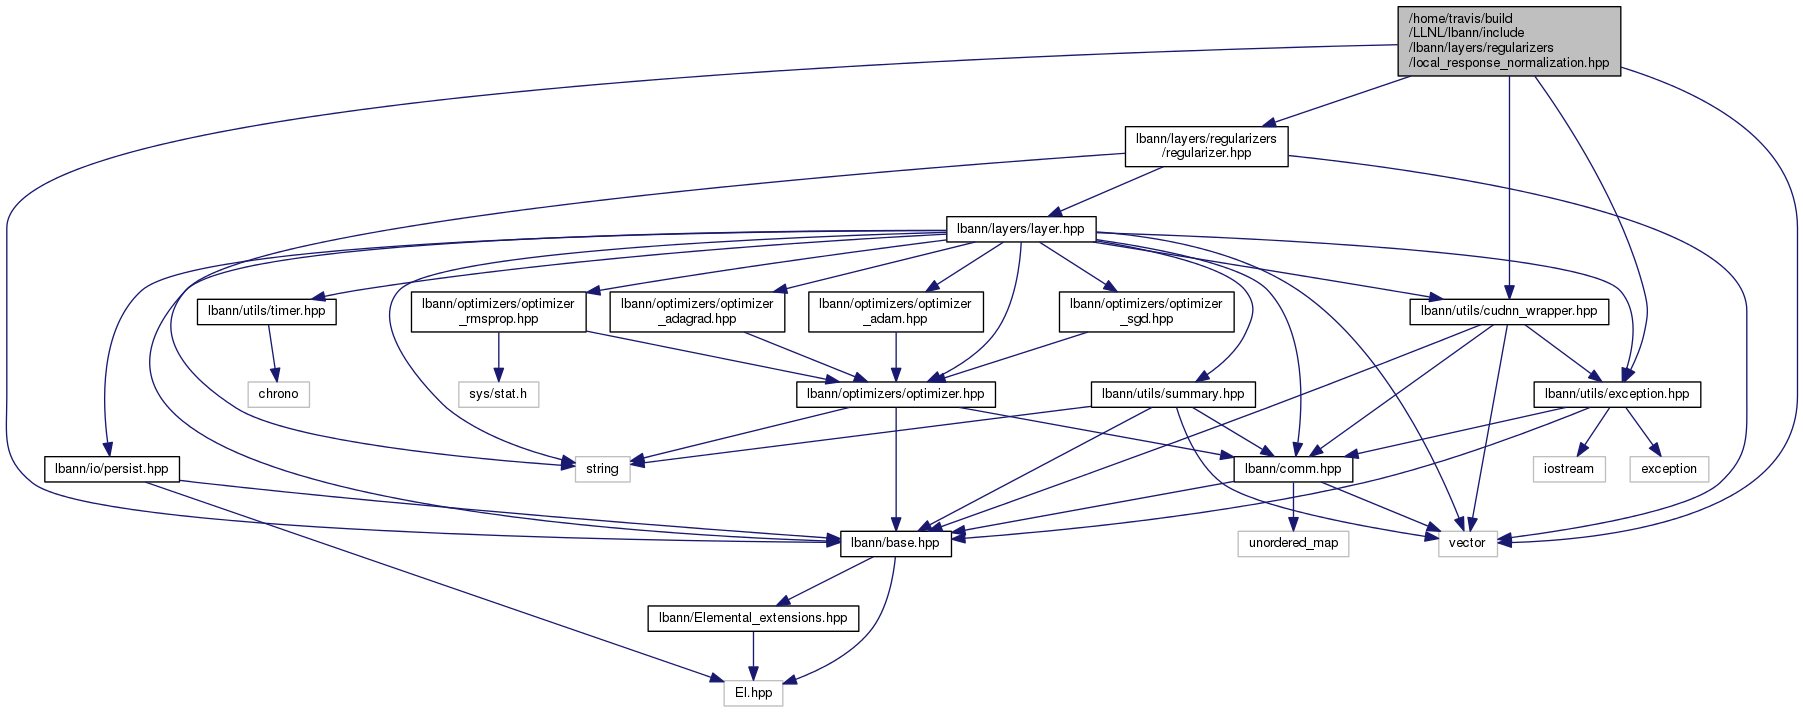 /home/travis/build
/LLNL/lbann/include
/lbann/layers/regularizers
/local_response_normalization.hpp
lbann/layers/regularizers
/regularizer.hpp
lbann/layers/layer.hpp
lbann/utils/timer.hpp
lbann/optimizers/optimizer
_rmsprop.hpp
lbann/optimizers/optimizer
_adagrad.hpp
lbann/optimizers/optimizer
_adam.hpp
lbann/optimizers/optimizer
_sgd.hpp
lbann/utils/cudnn_wrapper.hpp
chrono
sys/stat.h
lbann/optimizers/optimizer.hpp
lbann/utils/summary.hpp
lbann/utils/exception.hpp
lbann/io/persist.hpp
string
lbann/comm.hpp
iostream
exception
lbann/base.hpp
unordered_map
vector
lbann/Elemental_extensions.hpp
El.hpp